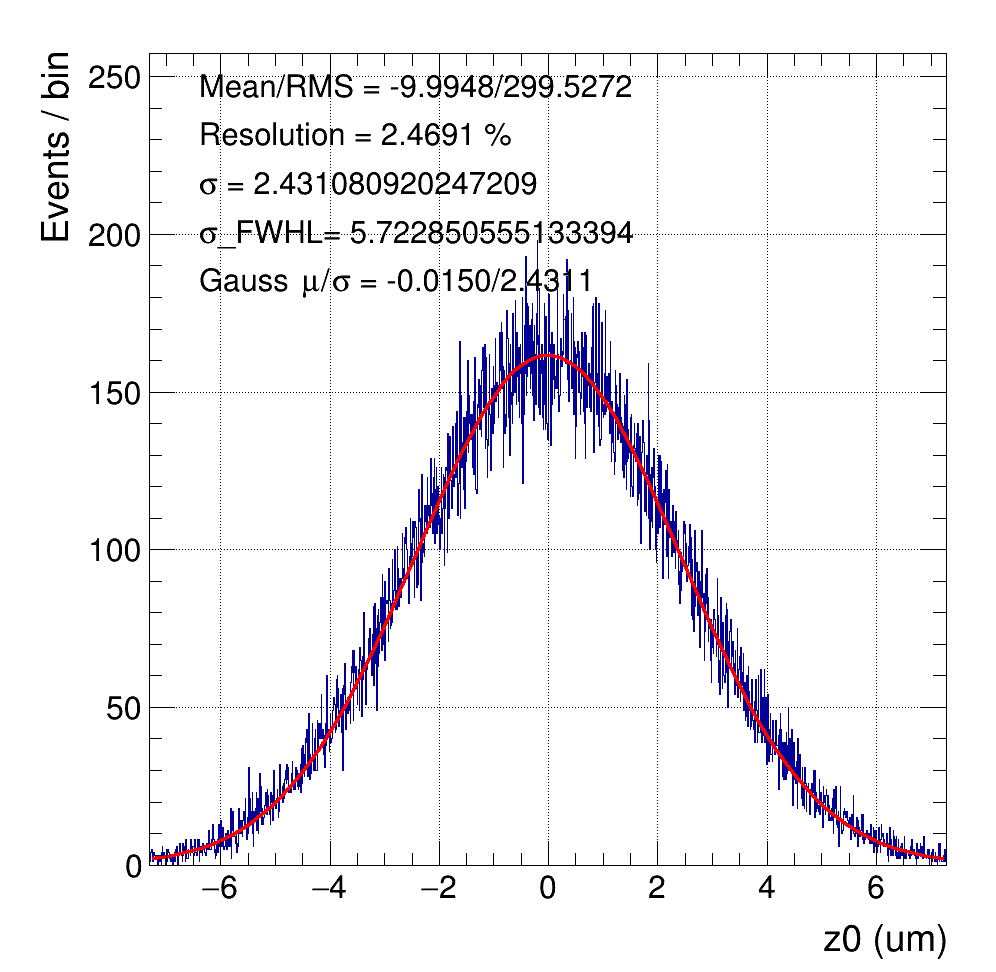 Events / bin
250
200
150
100
50
0
Mean/RMS = -9.9948/299.5272
Resolution = 2.4691 %
σ = 2.431080920247209
σ_FWHL= 5.722850555133394
Gauss μ/σ = -0.0150/2.4311
−6 −4 −2 0 2 4 6
z0 (um)